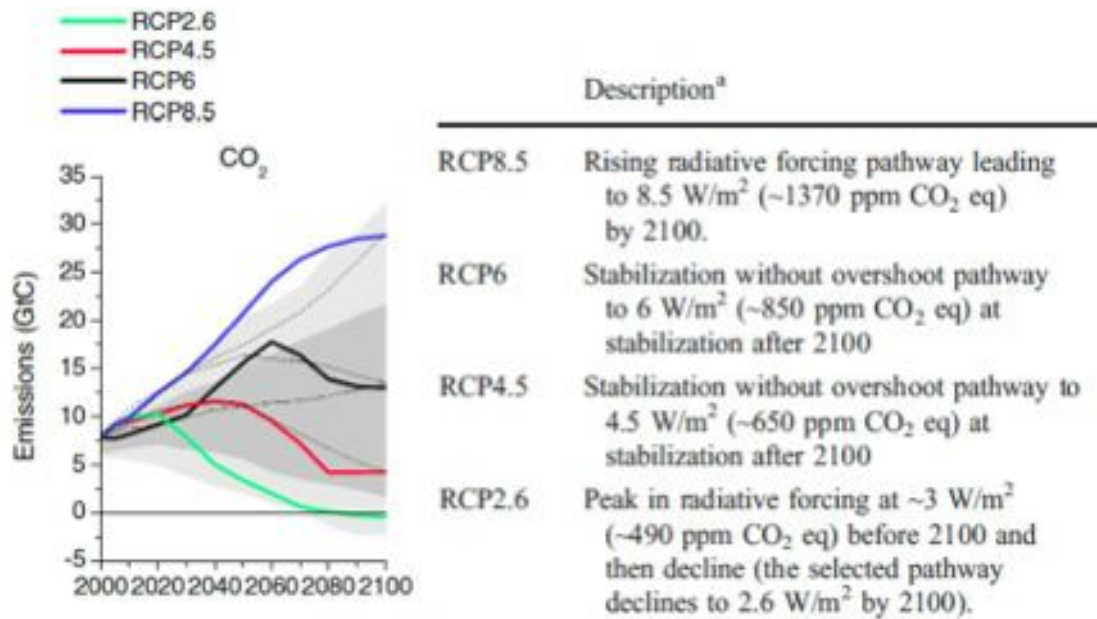 RCP2.6
RCP4.5
RCP6
RCP8.5
CO₂
Emissions (GtC)
35
30
25
20
15
10
5
0
-5
2000 2020 2040 2060 2080 2100
Descriptionᵃ
RCP8.5 Rising radiative forcing pathway leading
to 8.5 W/m² (~1370 ppm CO₂ eq)
by 2100.
RCP6 Stabilization without overshoot pathway
to 6 W/m² (~850 ppm CO₂ eq) at
stabilization after 2100
RCP4.5 Stabilization without overshoot pathway to
4.5 W/m² (~650 ppm CO₂ eq) at
stabilization after 2100
RCP2.6 Peak in radiative forcing at ~3 W/m²
(~490 ppm CO₂ eq) before 2100 and
then decline (the selected pathway
declines to 2.6 W/m² by 2100).